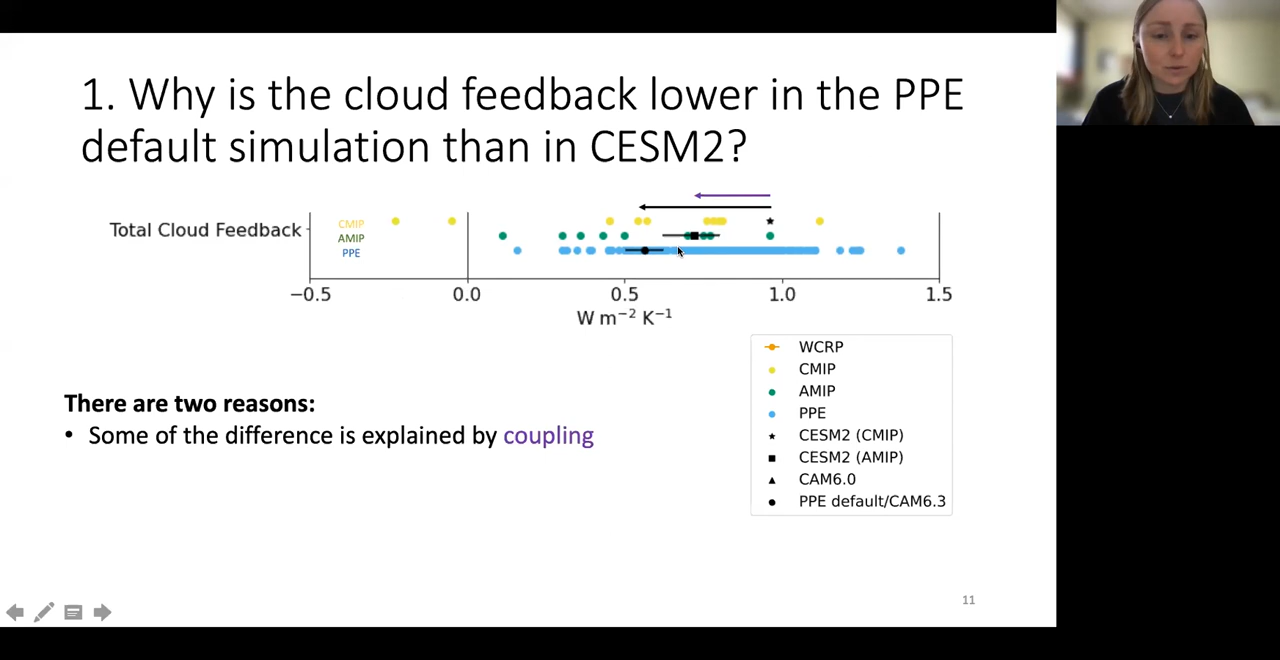 1. Why is the cloud feedback lower in the PPE
default simulation than in CESM2?
Total Cloud Feedback
CMIP
AMIP
PPE
−0.5 0.0 0.5 1.0 1.5
W m⁻² K⁻¹
WCRP
CMIP
AMIP
PPE
CESM2 (CMIP)
CESM2 (AMIP)
CAM6.0
PPE default/CAM6.3
There are two reasons:
• Some of the difference is explained by coupling
11